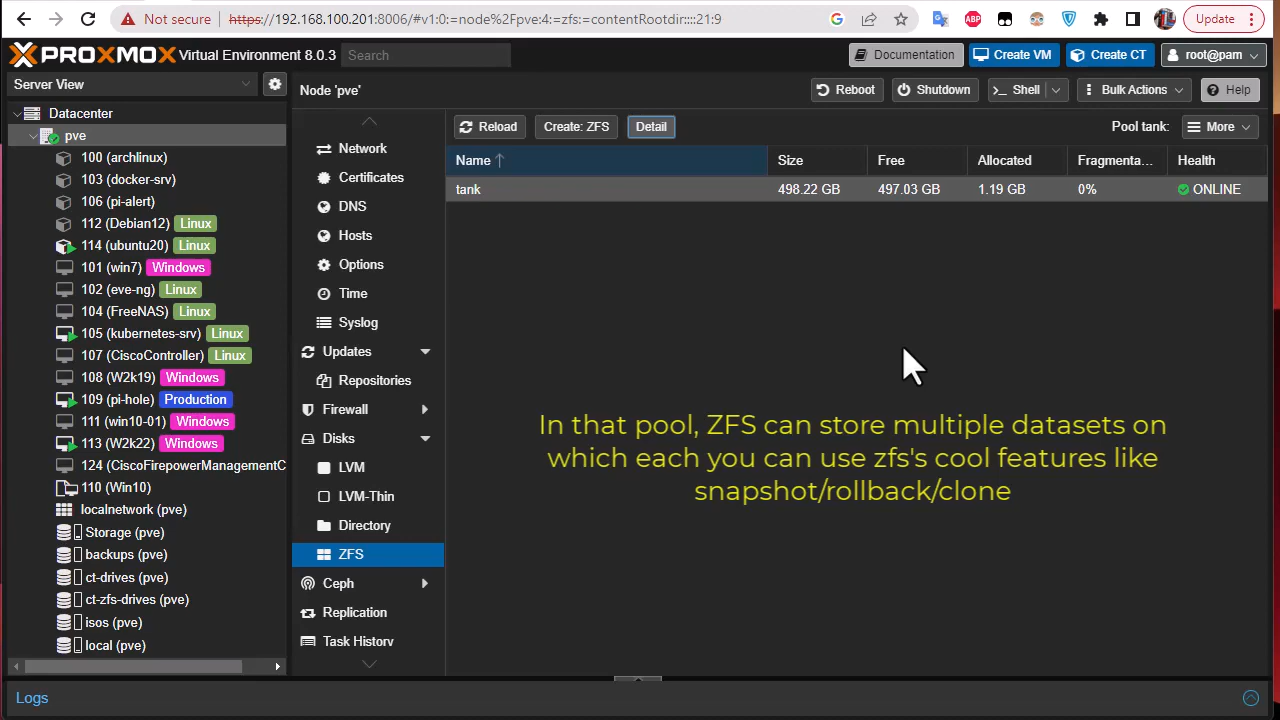 Not secure https://192.168.100.201:8006/#v1:0:=node%2Fpve:4:=zfs:=contentRootdir::::21:9 Update
PROXMOX Virtual Environment 8.0.3 Search Documentation Create VM Create CT root@pam
Server View
Node 'pve' Reboot Shutdown >_ Shell Bulk Actions Help
Datacenter
pve
100 (archlinux)
103 (docker-srv)
106 (pi-alert)
112 (Debian12) Linux
114 (ubuntu20) Linux
101 (win7) Windows
102 (eve-ng) Linux
104 (FreeNAS) Linux
105 (kubernetes-srv) Linux
107 (CiscoController) Linux
108 (W2k19) Windows
109 (pi-hole) Production
111 (win10-01) Windows
113 (W2k22) Windows
124 (CiscoFirepowerManagementC
110 (Win10)
localnetwork (pve)
Storage (pve)
backups (pve)
ct-drives (pve)
ct-zfs-drives (pve)
isos (pve)
local (pve)
Network
Certificates
DNS
Hosts
Options
Time
Syslog
Updates
Repositories
Firewall
Disks
LVM
LVM-Thin
Directory
ZFS
Ceph
Replication
Task History
Reload Create: ZFS Detail Pool tank: More
Name Size Free Allocated Fragmenta... Health
tank 498.22 GB 497.03 GB 1.19 GB 0% ONLINE
In that pool, ZFS can store multiple datasets on
which each you can use zfs's cool features like
snapshot/rollback/clone
Logs